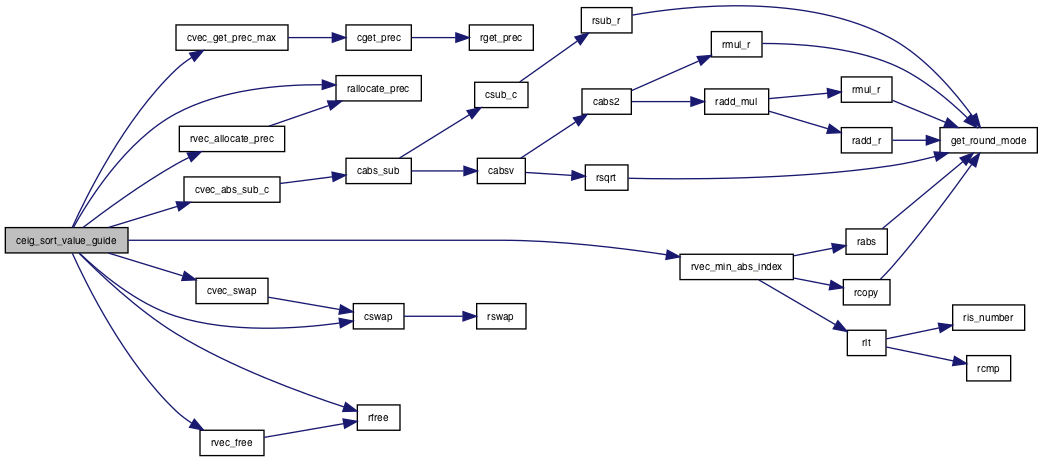 ceig_sort_value_guide
cvec_get_prec_max
cget_prec
rget_prec
rallocate_prec
rvec_allocate_prec
cvec_abs_sub_c
cabs_sub
csub_c
rsub_r
cabsv
cabs2
rmul_r
radd_mul
rmul_r
radd_r
get_round_mode
rsqrt
rvec_min_abs_index
rabs
rcopy
rlt
ris_number
rcmp
cvec_swap
cswap
rswap
rfree
rvec_free